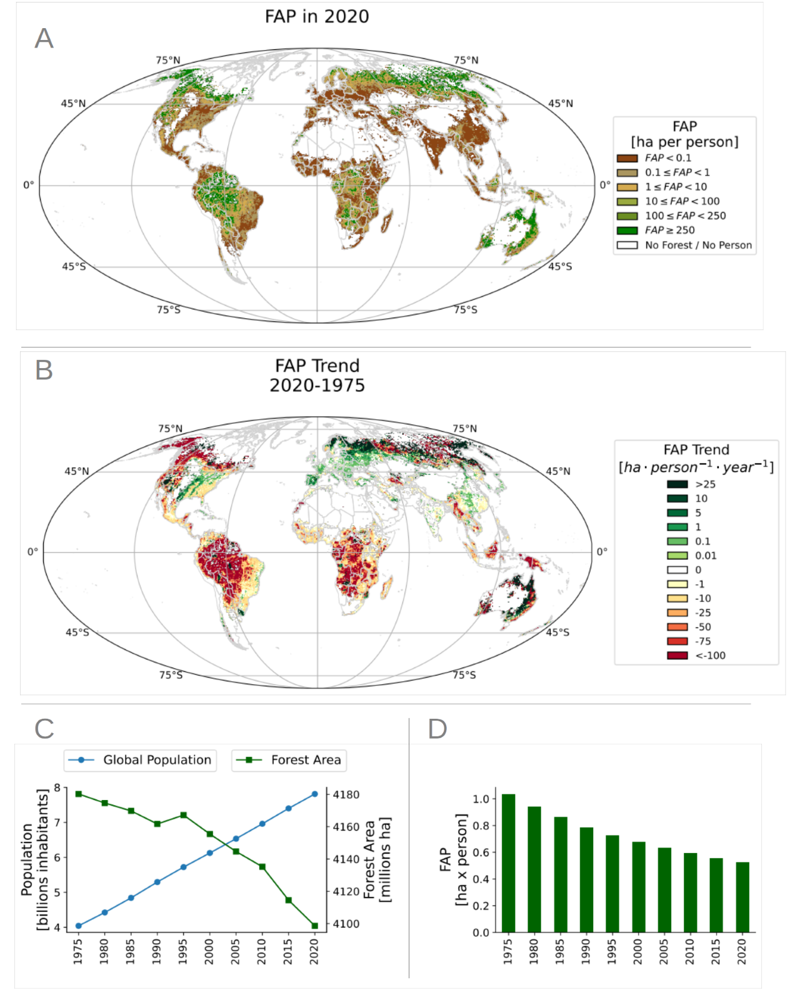 A
FAP in 2020
75°N
75°N
45°N
45°N
0°
0°
45°S
45°S
75°S
75°S
FAP
[ha per person]
FAP < 0.1
0.1 ≤ FAP < 1
1 ≤ FAP < 10
10 ≤ FAP < 100
100 ≤ FAP < 250
FAP ≥ 250
No Forest / No Person
B
FAP Trend
2020-1975
75°N
75°N
45°N
45°N
0°
0°
45°S
45°S
75°S
75°S
FAP Trend
[ha · person⁻¹ · year⁻¹]
>25
10
5
1
0.1
0.01
0
-1
-10
-25
-50
-75
<-100
C
Global Population
Forest Area
Population
[billions inhabitants]
8
7
6
5
4
4180
4160
4140
4120
4100
Forest Area
[millions ha]
1975
1980
1985
1990
1995
2000
2005
2010
2015
2020
D
FAP
[ha x person]
1.0
0.8
0.6
0.4
0.2
0.0
1975
1980
1985
1990
1995
2000
2005
2010
2015
2020